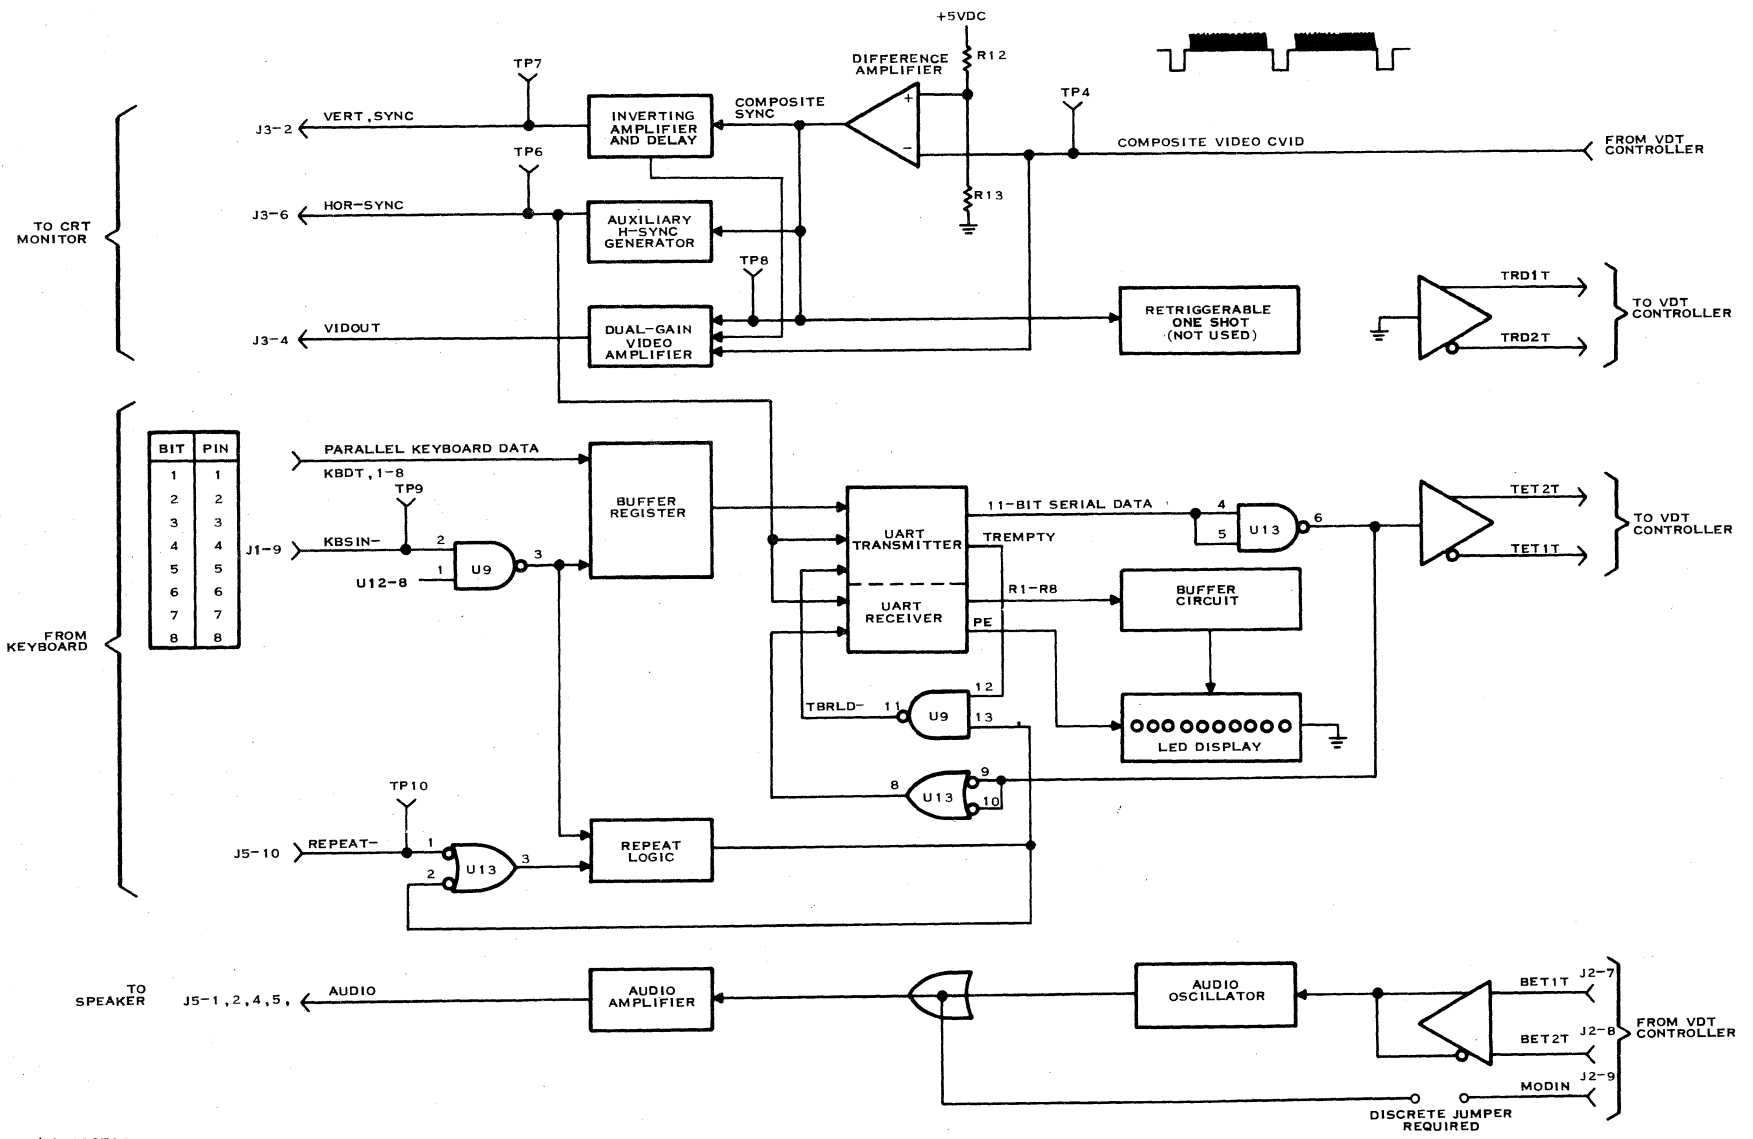 +5VDC
R12
DIFFERENCE
AMPLIFIER
+
−
R13
TP7
TP4
VERT,SYNC
J3-2
INVERTING
AMPLIFIER
AND DELAY
COMPOSITE
SYNC
COMPOSITE VIDEO CVID
FROM VDT
CONTROLLER
TP6
HOR-SYNC
J3-6
AUXILIARY
H-SYNC
GENERATOR
TO CRT
MONITOR
TP8
VIDOUT
J3-4
DUAL-GAIN
VIDEO
AMPLIFIER
RETRIGGERABLE
ONE SHOT
(NOT USED)
TRD1T
TRD2T
TO VDT
CONTROLLER
BIT PIN
1 1
2 2
3 3
4 4
5 5
6 6
7 7
8 8
PARALLEL KEYBOARD DATA
KBDT,1-8
TP9
J1-9
KBSIN-
2
1
U12-8
U9
3
BUFFER
REGISTER
UART
TRANSMITTER
UART
RECEIVER
11-BIT SERIAL DATA
TREMPTY
R1-R8
PE
4
5
U13
6
TET2T
TET1T
TO VDT
CONTROLLER
BUFFER
CIRCUIT
FROM
KEYBOARD
TBRLD-
11
U9
12
13
LED DISPLAY
8
U13
9
10
TP10
J5-10
REPEAT-
1
2
U13
3
REPEAT
LOGIC
TO
SPEAKER
J5-1,2,4,5,
AUDIO
AUDIO
AMPLIFIER
AUDIO
OSCILLATOR
BET1T
J2-7
BET2T
J2-8
MODIN
J2-9
FROM VDT
CONTROLLER
DISCRETE JUMPER
REQUIRED